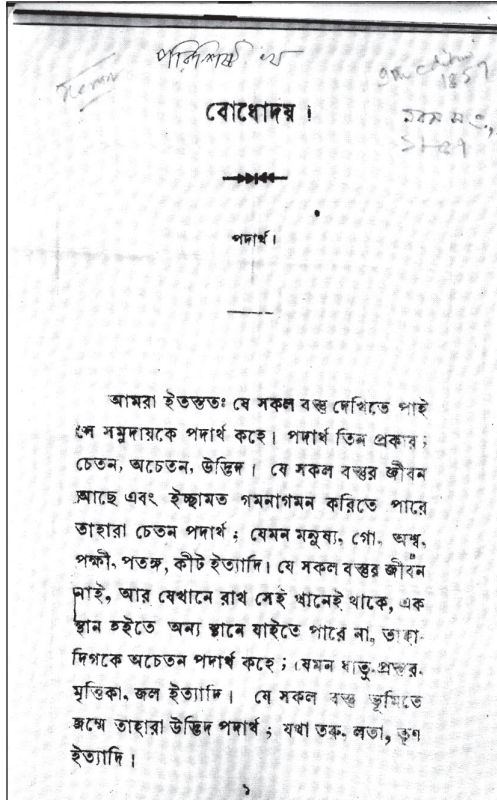 পরিশিষ্ট খ
1857
বোধোদয়।
পদার্থ।
আমরা ইতস্ততঃ যে সকল বস্তু দেখিতে পাই
সে সমুদায়কে পদার্থ কহে। পদার্থ তিন প্রকার;
চেতন, অচেতন, উদ্ভিদ। যে সকল বস্তুর জীবন
আছে এবং ইচ্ছামত গমনাগমন করিতে পারে
তাহারা চেতন পদার্থ; যেমন মনুষ্য, গো, অশ্ব,
পক্ষী, পতঙ্গ, কীট ইত্যাদি। যে সকল বস্তুর জীবন
নাই, আর যেখানে রাখ সেই খানেই থাকে, এক
স্থান হইতে অন্য স্থানে যাইতে পারে না, তাহা-
দিগকে অচেতন পদার্থ কহে; যেমন ধাতু, প্রস্তর,
মৃত্তিকা, জল ইত্যাদি। যে সকল বস্তু ভূমিতে
জন্মে তাহারা উদ্ভিদ পদার্থ; যথা তরু, লতা, তৃণ
ইত্যাদি।
১